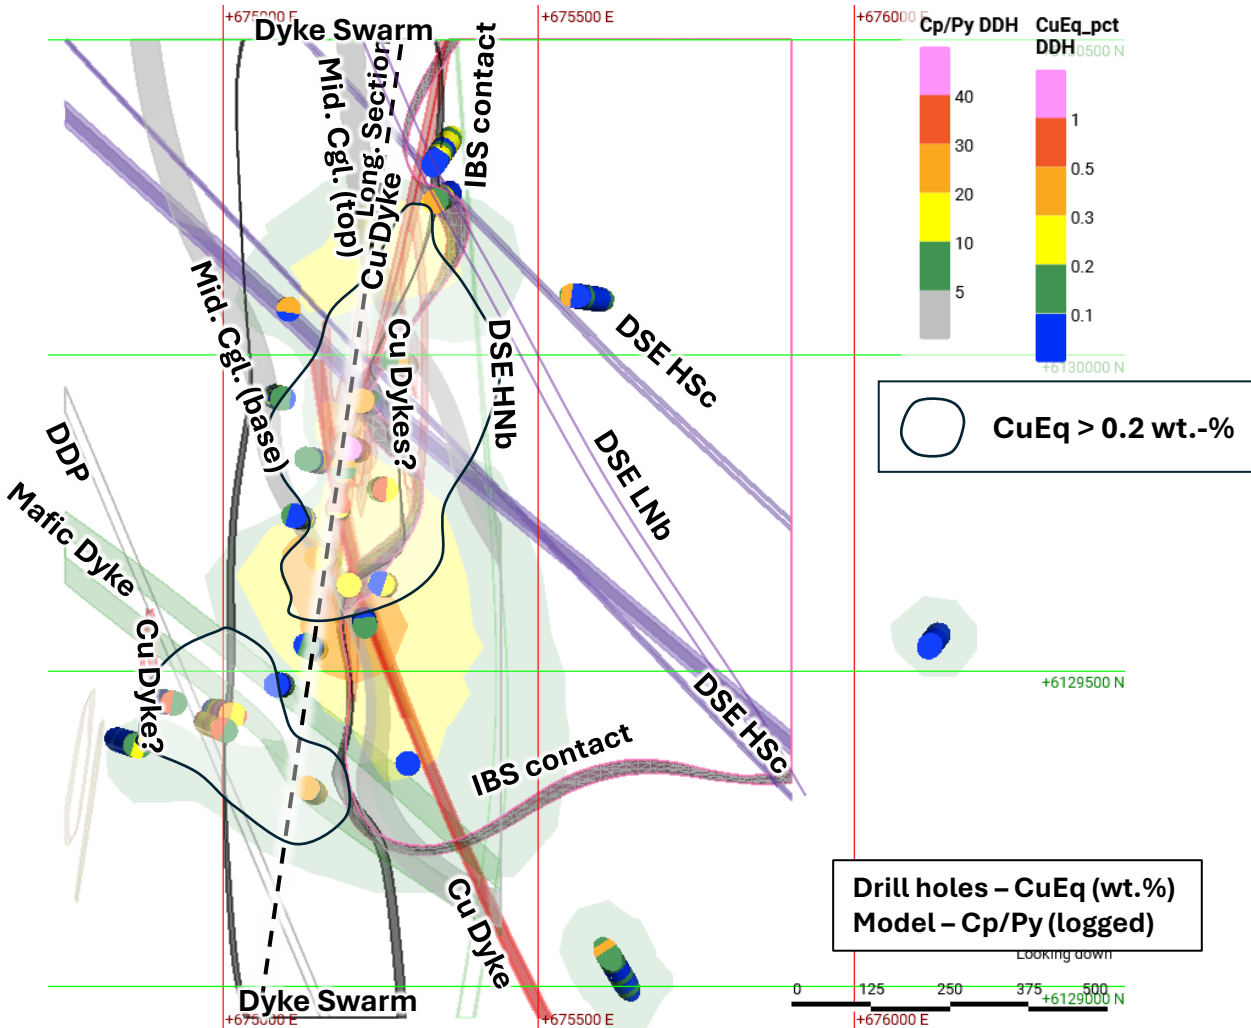 +675000 E
+675500 E
+676000 E
Dyke Swarm
Cp/Py DDH
CuEq_pct
DDH
+6130500 N
40
30
20
10
5
1
0.5
0.3
0.2
0.1
IBS contact
Long. Section
Mid. Cgl. (top)
Cu Dyke
Mid. Cgl. (base)
Cu Dykes?
DSE HNb
DSE HSc
DSE LNb
+6130000 N
CuEq > 0.2 wt.-%
DDP
Mafic Dyke
Cu Dyke?
+6129500 N
DSE HSc
IBS contact
Cu Dyke
Drill holes – CuEq (wt.%)
Model – Cp/Py (logged)
Looking down
0 125 250 375 500
+6129000 N
Dyke Swarm
+675000 E
+675500 E
+676000 E